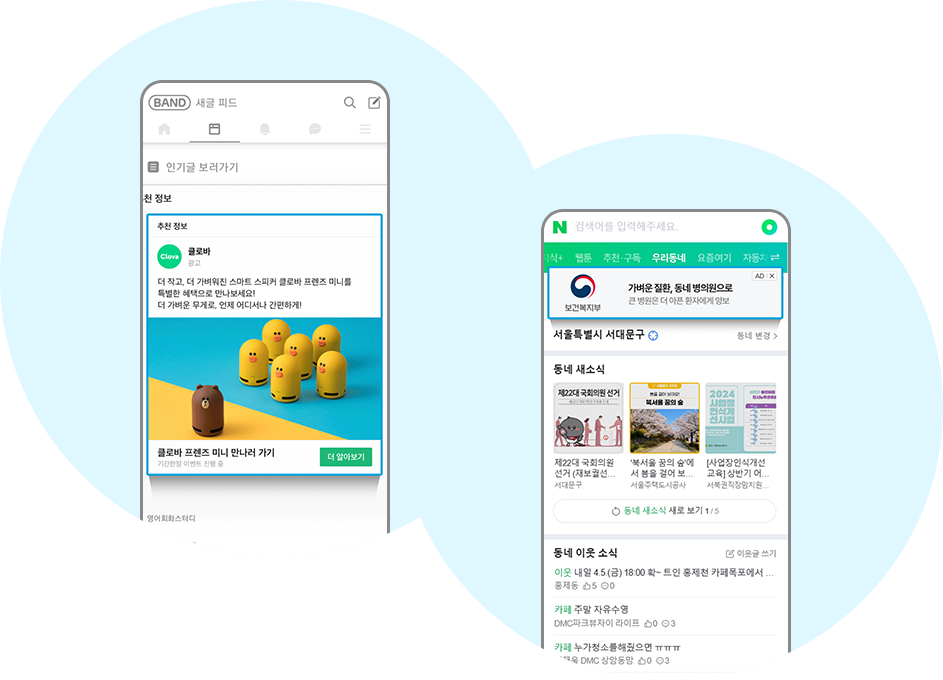 BAND 새글 피드
인기글 보러가기
천 정보
추천 정보
Clova
클로바
광고
더 작고, 더 가벼워진 스마트 스피커 클로바 프렌즈 미니를
특별한 혜택으로 만나보세요!
더 가벼운 무게로, 언제 어디서나 간편하게!
클로바 프렌즈 미니 만나러 가기
기간한정 이벤트 진행 중
더 알아보기
영어회화스터디
N 검색어를 입력해주세요.
식+ 웹툰 추천·구독 우리동네 요즘여기 자동차
AD
보건복지부
가벼운 질환, 동네 병의원으로
큰 병원은 더 아픈 환자에게 양보
서울특별시 서대문구
동네 변경 >
동네 새소식
제22대 국회의원 선거
북서울 꿈의 숲
2024
사업장
인식개
선사업
제22대 국회의원
선거 (재보궐선...
서대문구
'북서울 꿈의 숲'에
서 봄을 걸어 보...
서울주택도시공사
[사업장인식개선
교육] 상반기 어...
서북권직장맘지원...
동네 새소식 새로 보기 1 / 5
동네 이웃 소식
이웃글 쓰기
이웃 내일 4.5.(금) 18:00 확~ 트인 홍제천 카페폭포에서 ...
홍제동 5 0
카페 주말 자유수영
DMC파크뷰자이 라이프 0 3
카페 누가청소를해줬으면 ㅠㅠㅠ
DMC 상암동맘 0 3